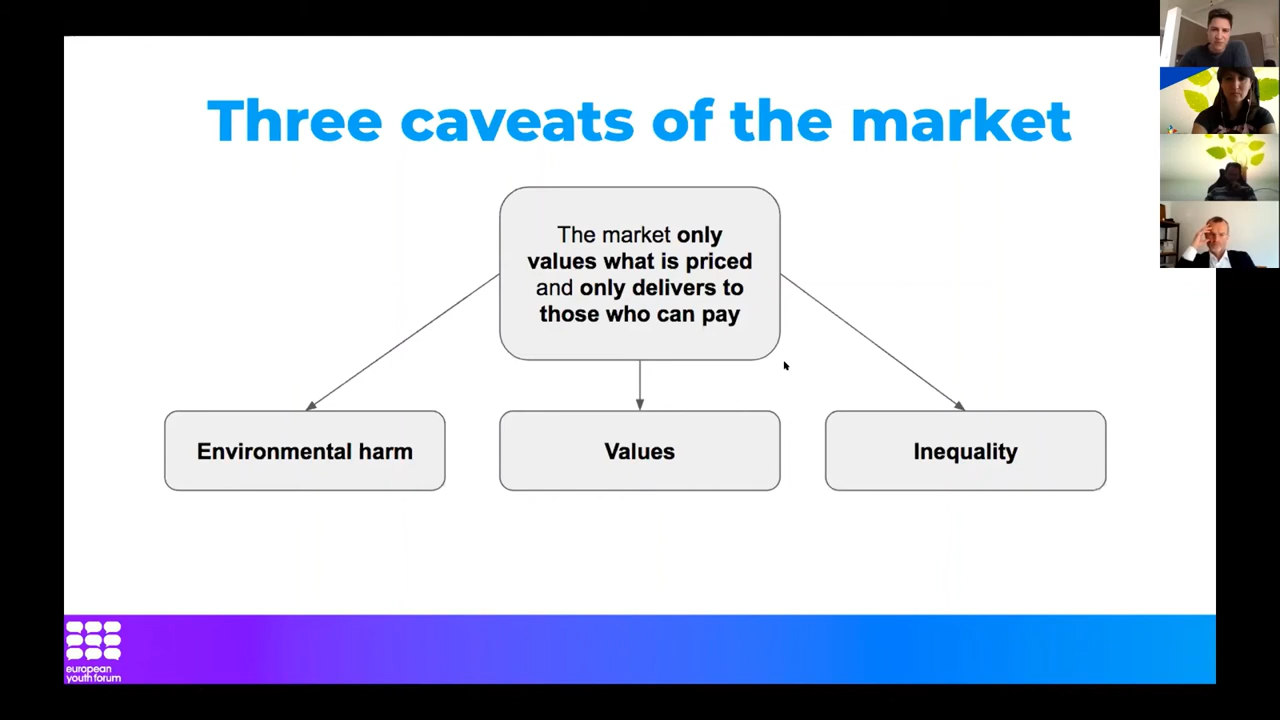 Three caveats of the market
The market only
values what is priced
and only delivers to
those who can pay
Environmental harm
Values
Inequality
european
youth forum